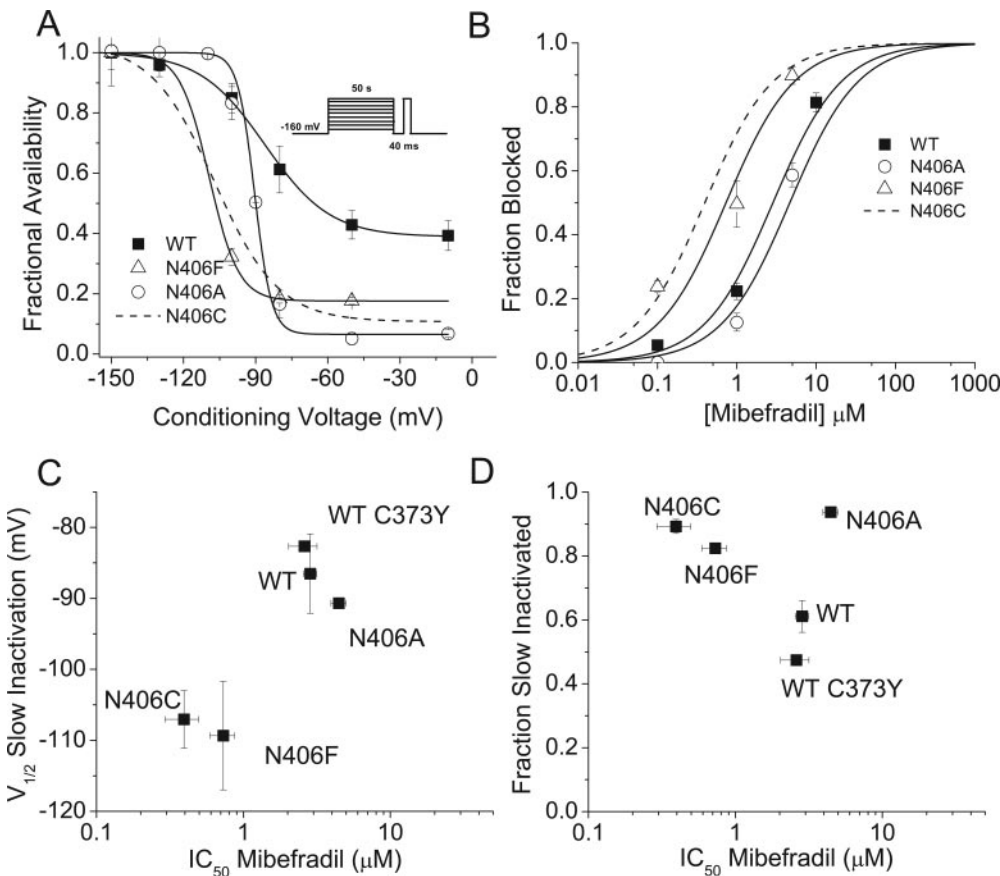 A
Fractional Availability
1.0
0.8
0.6
0.4
0.2
0.0
50 s
-160 mV
40 ms
WT
N406F
N406A
N406C
-150 -120 -90 -60 -30 0
Conditioning Voltage (mV)
B
Fraction Blocked
1.0
0.8
0.6
0.4
0.2
0.0
WT
N406A
N406F
N406C
0.01 0.1 1 10 100 1000
[Mibefradil] μM
C
V1/2 Slow Inactivation (mV)
-80
-90
-100
-110
-120
WT C373Y
WT
N406A
N406C
N406F
0.1 1 10
IC50 Mibefradil (μM)
D
Fraction Slow Inactivated
1.0
0.8
0.6
0.4
0.2
0.0
N406C
N406A
N406F
WT
WT C373Y
0.1 1 10
IC50 Mibefradil (μM)